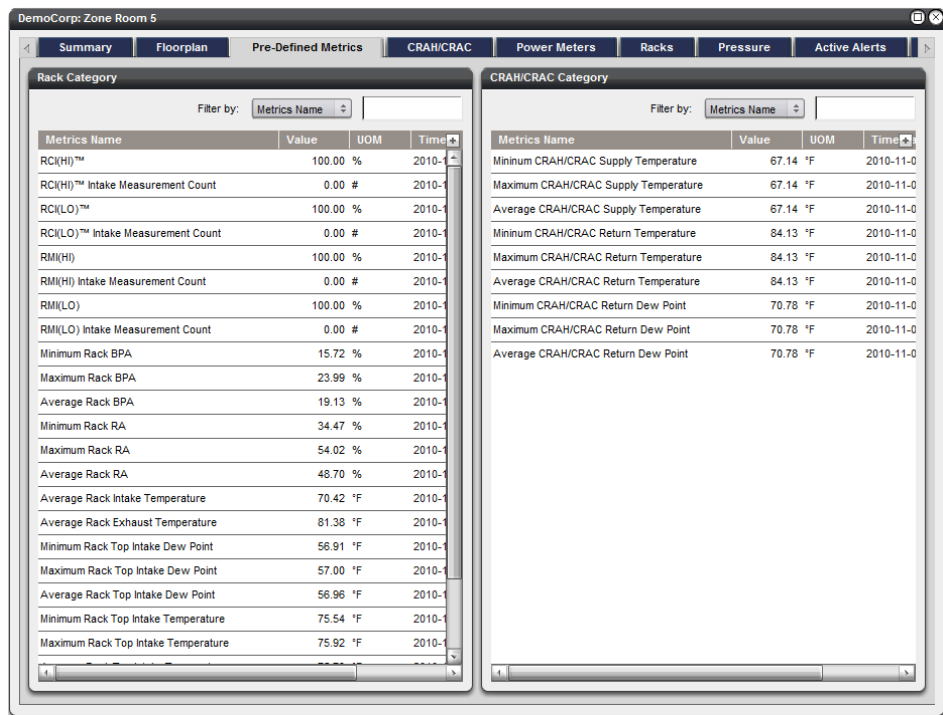 DemoCorp: Zone Room 5
Summary Floorplan Pre-Defined Metrics CRAH/CRAC Power Meters Racks Pressure Active Alerts
Rack Category
Filter by: Metrics Name
Metrics Name Value UOM Time
RCI(HI)™ 100.00 % 2010-1
RCI(HI)™ Intake Measurement Count 0.00 # 2010-1
RCI(LO)™ 100.00 % 2010-1
RCI(LO)™ Intake Measurement Count 0.00 # 2010-1
RMI(HI) 100.00 % 2010-1
RMI(HI) Intake Measurement Count 0.00 # 2010-1
RMI(LO) 100.00 % 2010-1
RMI(LO) Intake Measurement Count 0.00 # 2010-1
Minimum Rack BPA 15.72 % 2010-1
Maximum Rack BPA 23.99 % 2010-1
Average Rack BPA 19.13 % 2010-1
Minimum Rack RA 34.47 % 2010-1
Maximum Rack RA 54.02 % 2010-1
Average Rack RA 48.70 % 2010-1
Average Rack Intake Temperature 70.42 °F 2010-1
Average Rack Exhaust Temperature 81.38 °F 2010-1
Minimum Rack Top Intake Dew Point 56.91 °F 2010-1
Maximum Rack Top Intake Dew Point 57.00 °F 2010-1
Average Rack Top Intake Dew Point 56.96 °F 2010-1
Minimum Rack Top Intake Temperature 75.54 °F 2010-1
Maximum Rack Top Intake Temperature 75.92 °F 2010-1
CRAH/CRAC Category
Filter by: Metrics Name
Metrics Name Value UOM Time
Mininum CRAH/CRAC Supply Temperature 67.14 °F 2010-11-0
Maximum CRAH/CRAC Supply Temperature 67.14 °F 2010-11-0
Average CRAH/CRAC Supply Temperature 67.14 °F 2010-11-0
Mininum CRAH/CRAC Return Temperature 84.13 °F 2010-11-0
Maximum CRAH/CRAC Return Temperature 84.13 °F 2010-11-0
Average CRAH/CRAC Return Temperature 84.13 °F 2010-11-0
Minimum CRAH/CRAC Return Dew Point 70.78 °F 2010-11-0
Maximum CRAH/CRAC Return Dew Point 70.78 °F 2010-11-0
Average CRAH/CRAC Return Dew Point 70.78 °F 2010-11-0